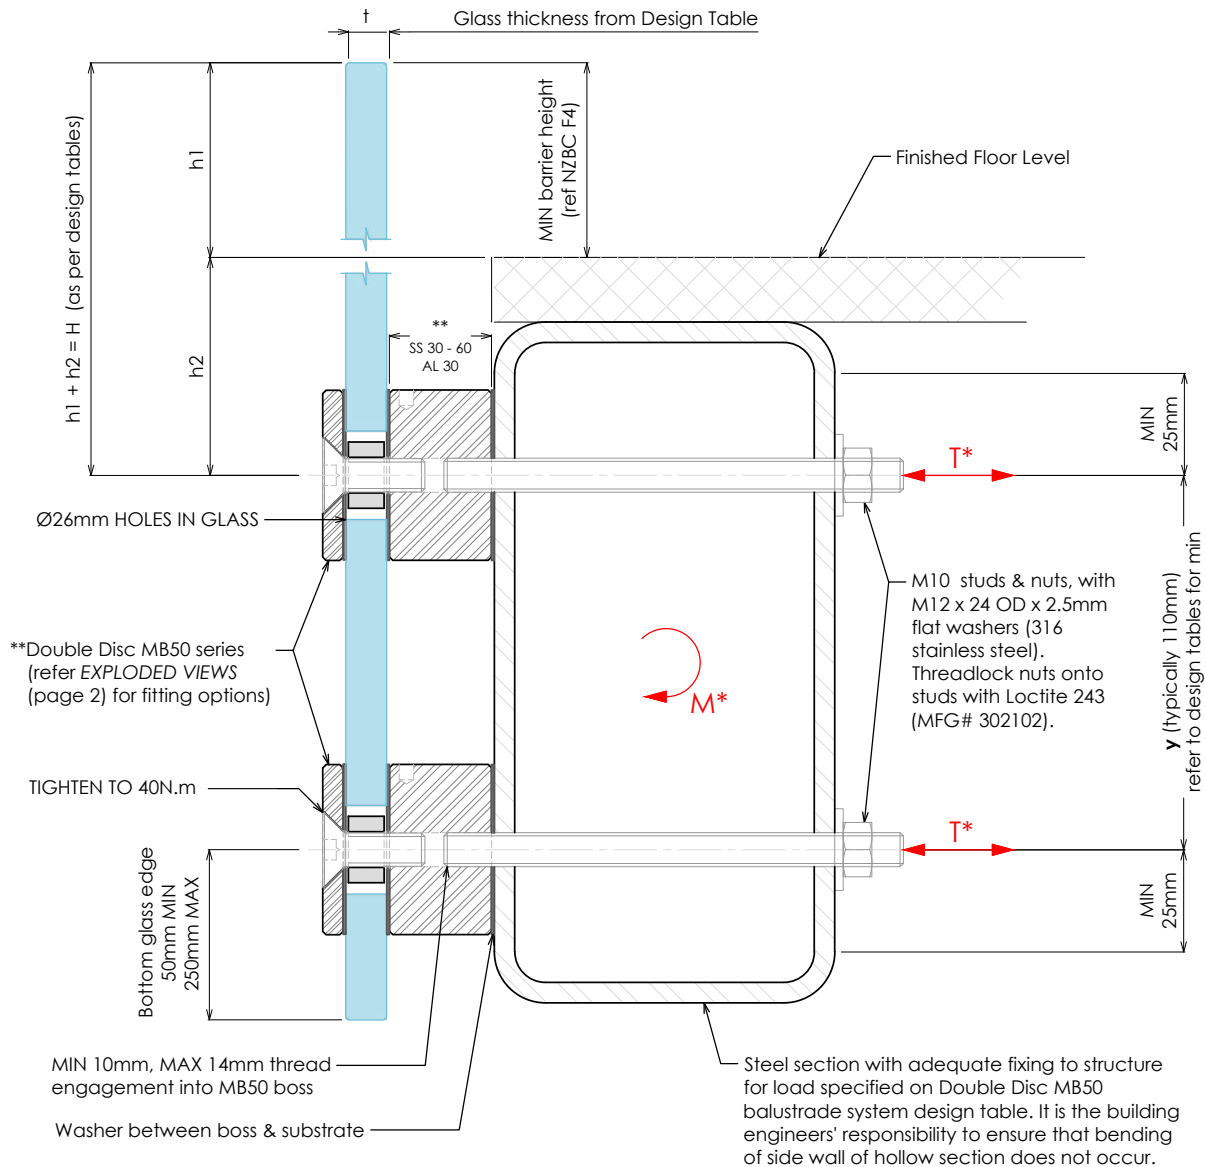 t
Glass thickness from Design Table
h1 + h2 = H (as per design tables)
h1
h2
MIN barrier height
(ref NZBC F4)
Finished Floor Level
**
SS 30 - 60
AL 30
MIN
25mm
T*
Ø26mm HOLES IN GLASS
M10 studs & nuts, with
M12 x 24 OD x 2.5mm
flat washers (316
stainless steel).
Threadlock nuts onto
studs with Loctite 243
(MFG# 302102).
y (typically 110mm)
refer to design tables for min
**Double Disc MB50 series
(refer EXPLODED VIEWS
(page 2) for fitting options)
M*
TIGHTEN TO 40N.m
T*
Bottom glass edge
50mm MIN
250mm MAX
MIN
25mm
MIN 10mm, MAX 14mm thread
engagement into MB50 boss
Washer between boss & substrate
Steel section with adequate fixing to structure
for load specified on Double Disc MB50
balustrade system design table. It is the building
engineers' responsibility to ensure that bending
of side wall of hollow section does not occur.